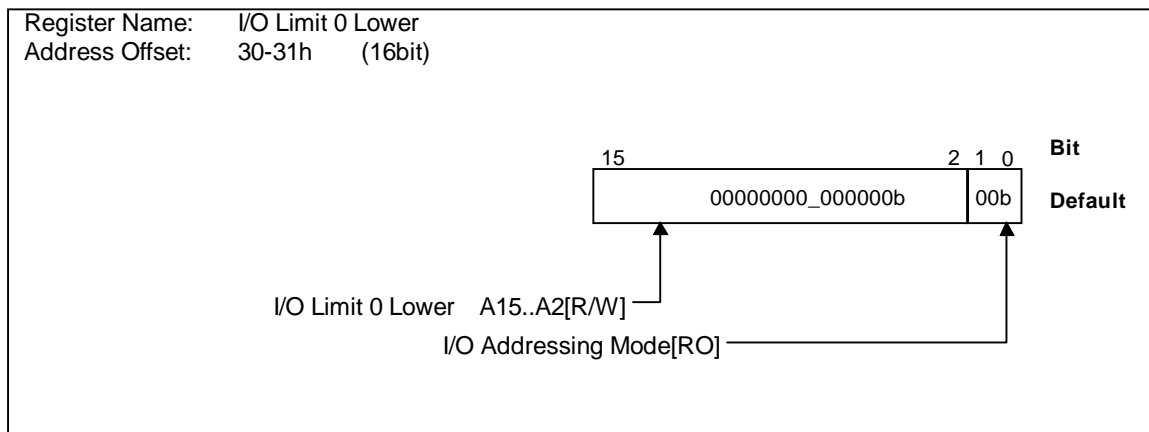 Register Name: I/O Limit 0 Lower
Address Offset: 30-31h (16bit)
15 2 1 0 Bit
00000000_000000b 00b Default
I/O Limit 0 Lower A15..A2[R/W]
I/O Addressing Mode[RO]